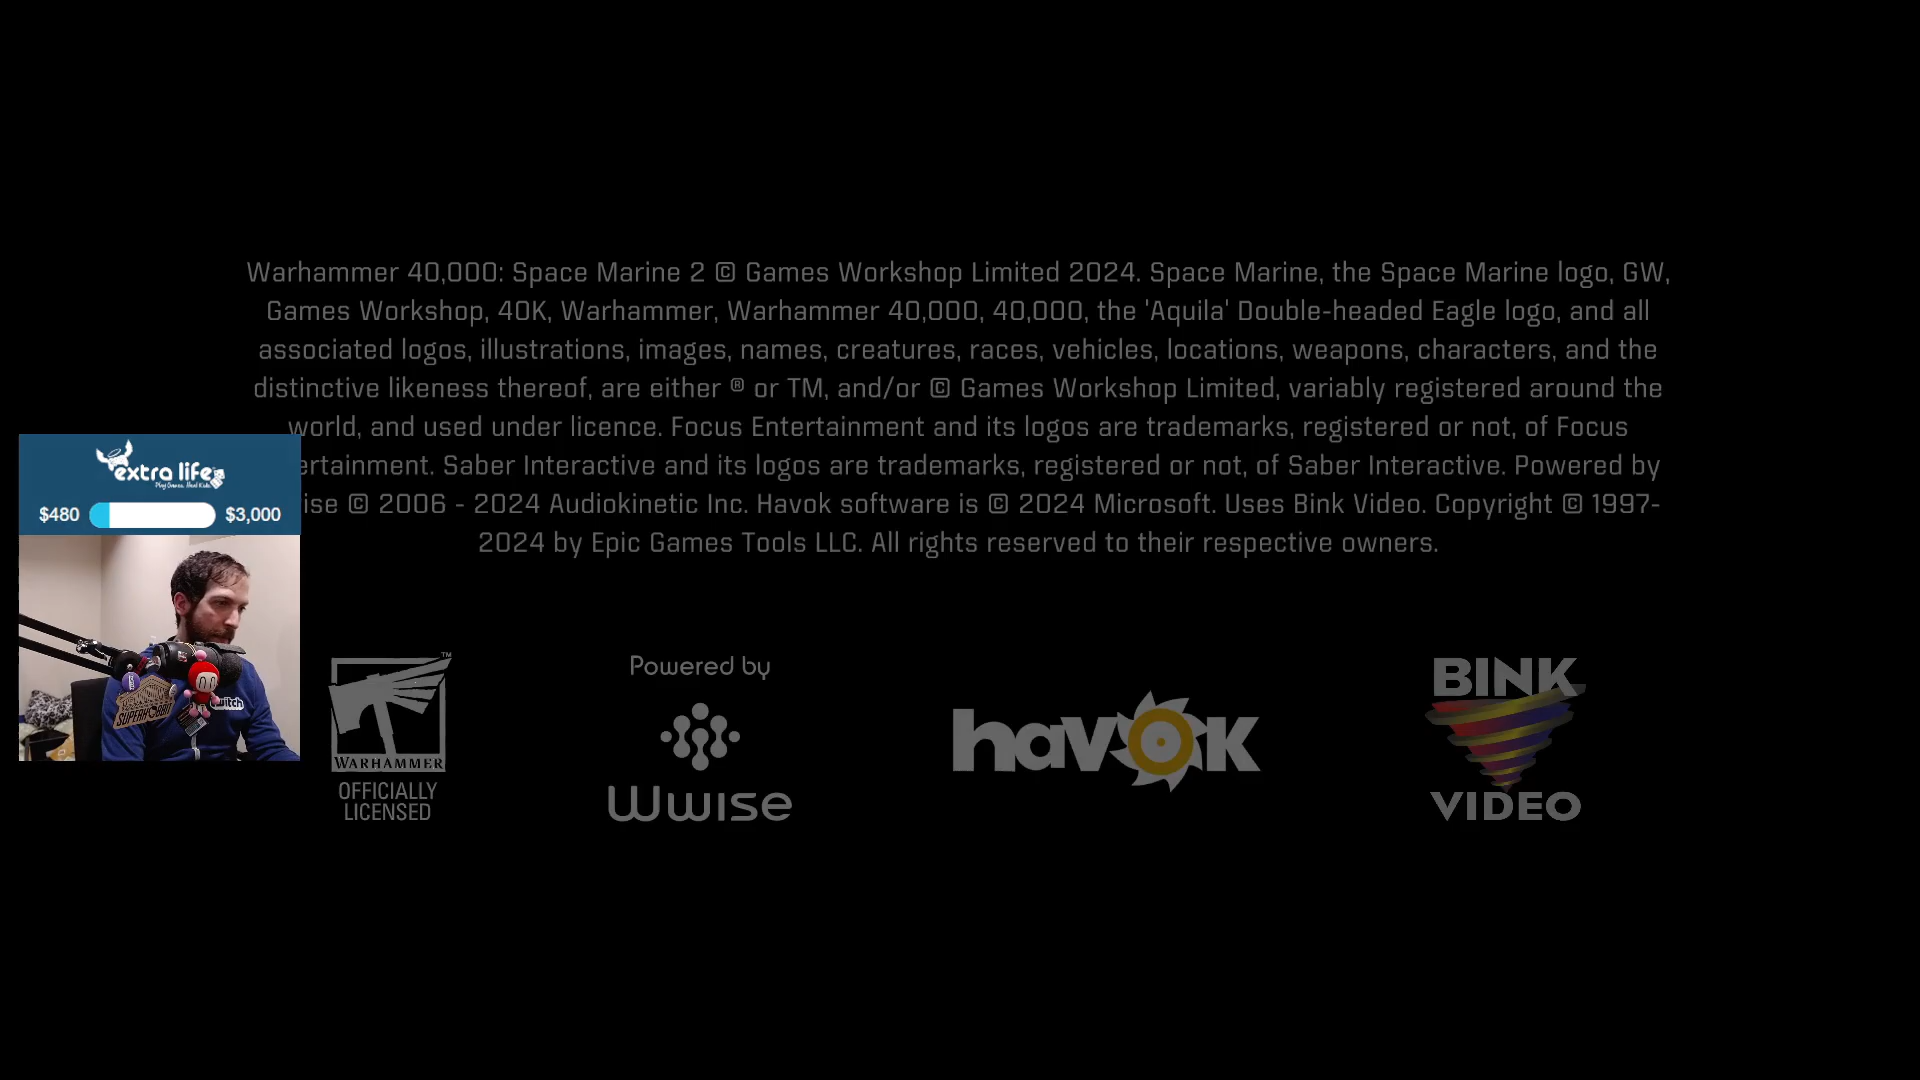 Warhammer 40,000: Space Marine 2 © Games Workshop Limited 2024. Space Marine, the Space Marine logo, GW,
Games Workshop, 40K, Warhammer, Warhammer 40,000, 40,000, the 'Aquila' Double-headed Eagle logo, and all
associated logos, illustrations, images, names, creatures, races, vehicles, locations, weapons, characters, and the
distinctive likeness thereof, are either ® or TM, and/or © Games Workshop Limited, variably registered around the
world, and used under licence. Focus Entertainment and its logos are trademarks, registered or not, of Focus
ertainment. Saber Interactive and its logos are trademarks, registered or not, of Saber Interactive. Powered by
ise © 2006 - 2024 Audiokinetic Inc. Havok software is © 2024 Microsoft. Uses Bink Video. Copyright © 1997-
2024 by Epic Games Tools LLC. All rights reserved to their respective owners.
extra life
Play Games. Heal Kids.
$480 $3,000
twitch
TM
WARHAMMER
OFFICIALLY
LICENSED
Powered by
Wwise
havok
BINK
VIDEO